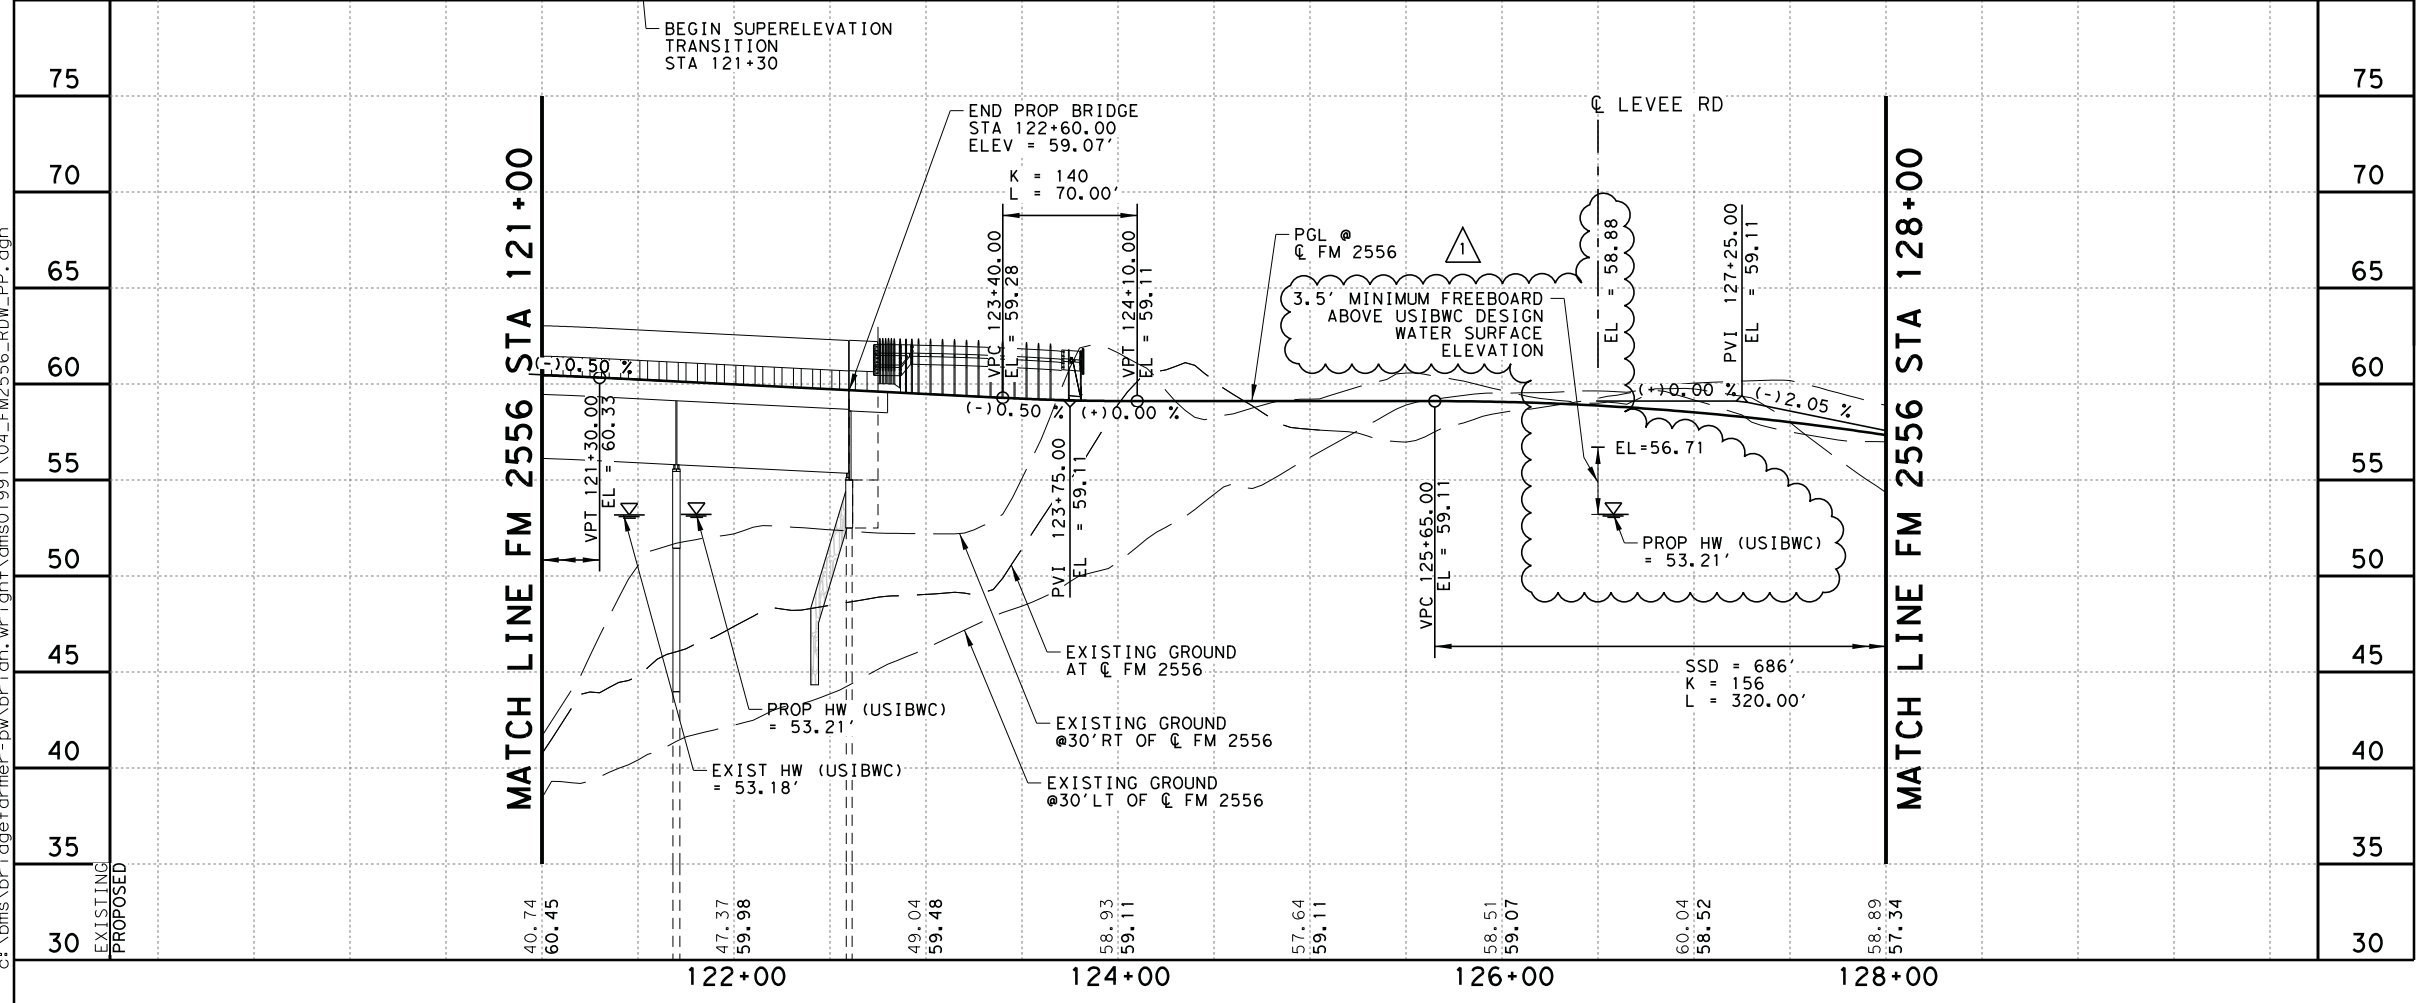 BEGIN SUPERELEVATION
TRANSITION
STA 121+30
75
75
70
70
65
65
60
60
55
55
50
50
45
45
40
40
35
35
30
30
EXISTING
PROPOSED
MATCH LINE FM 2556 STA 121+00
(-)0.50 %
VPT 121+30.00
EL = 60.33
END PROP BRIDGE
STA 122+60.00
ELEV = 59.07'
K = 140
L = 70.00'
VPC 123+40.00
EL = 59.28
VPT 124+10.00
EL = 59.11
(-)0.50 %
(+)0.00 %
PVI 123+75.00
EL = 59.11
PGL @
℄ FM 2556
1
3.5' MINIMUM FREEBOARD
ABOVE USIBWC DESIGN
WATER SURFACE
ELEVATION
℄ LEVEE RD
EL = 58.88
PVI 127+25.00
EL = 59.11
(+)0.00 %
(-)2.05 %
EL=56.71
PROP HW (USIBWC)
= 53.21'
VPC 125+65.00
EL = 59.11
SSD = 686'
K = 156
L = 320.00'
MATCH LINE FM 2556 STA 128+00
EXISTING GROUND
AT ℄ FM 2556
EXISTING GROUND
@30'RT OF ℄ FM 2556
EXISTING GROUND
@30'LT OF ℄ FM 2556
PROP HW (USIBWC)
= 53.21'
EXIST HW (USIBWC)
= 53.18'
40.74
60.45
47.37
59.98
49.04
59.48
58.93
59.11
57.64
59.11
58.51
59.07
60.04
58.52
58.89
57.34
122+00
124+00
126+00
128+00